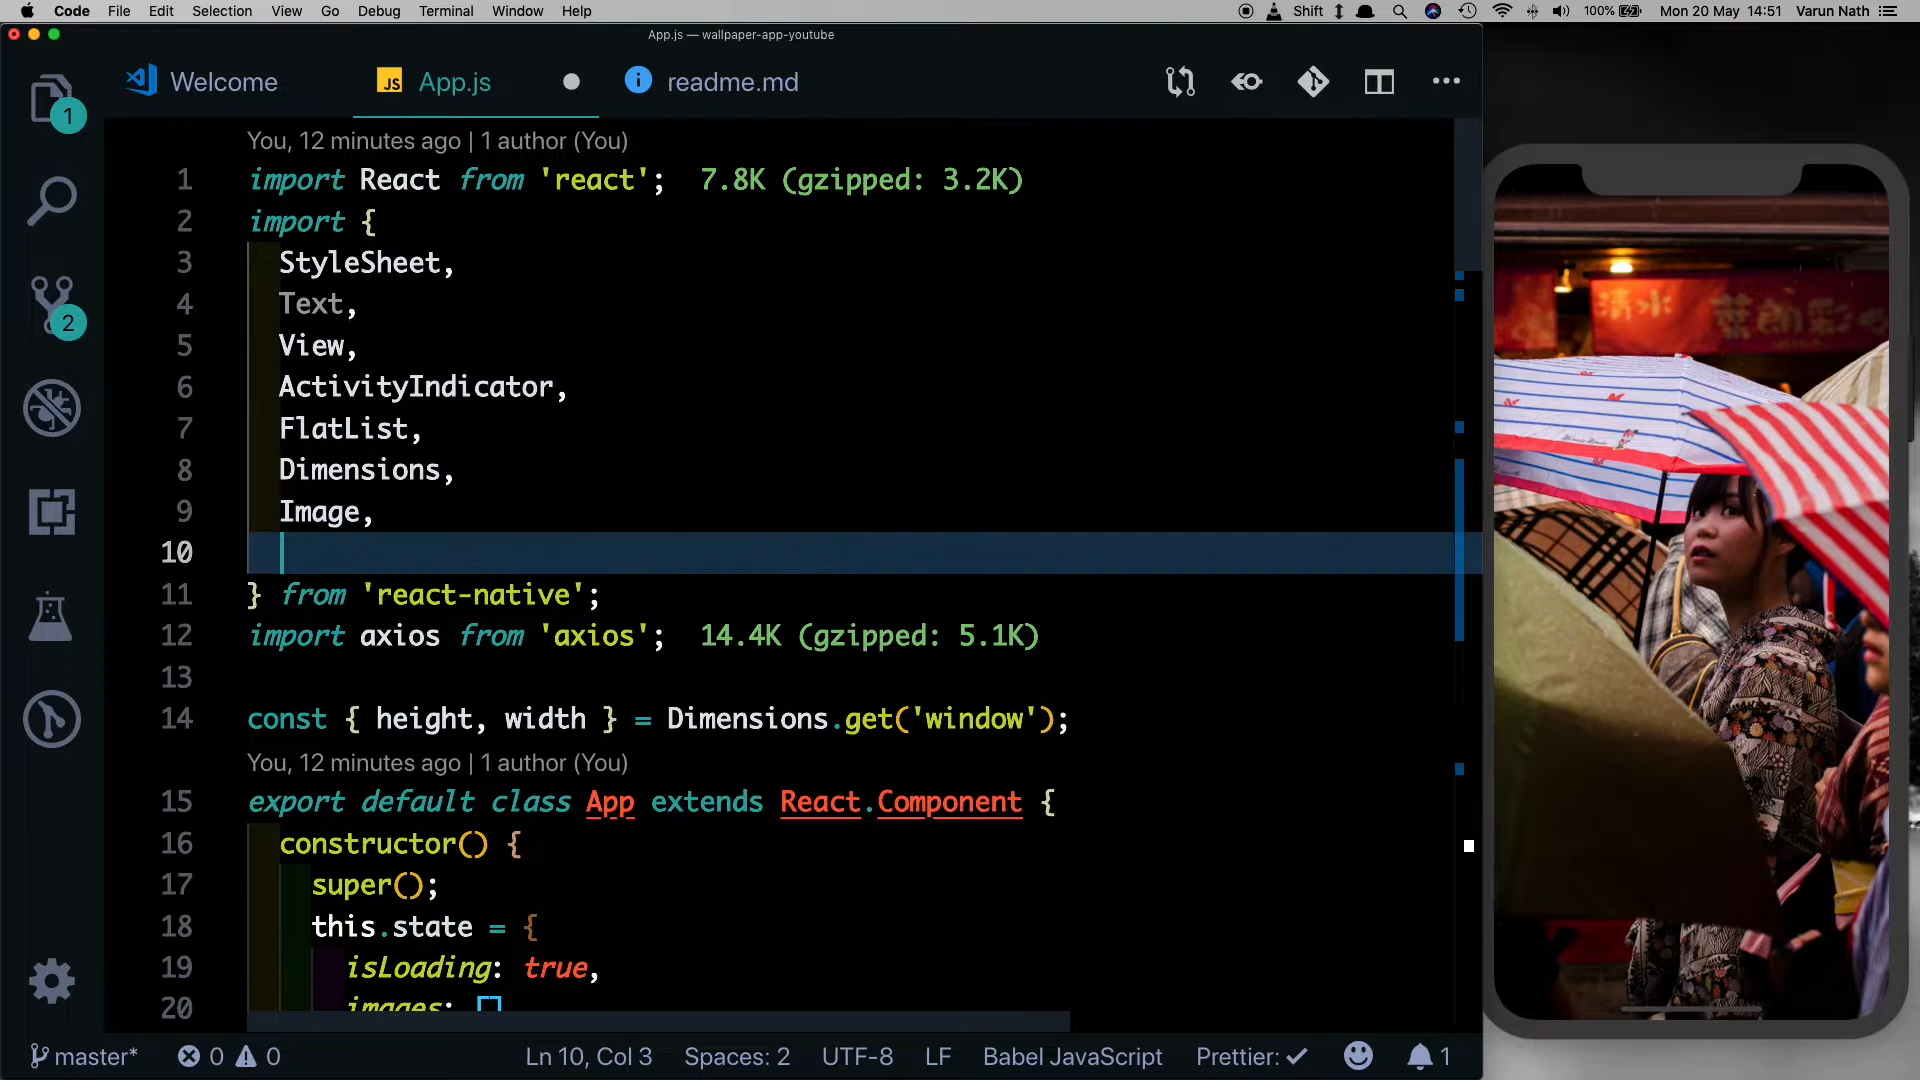 Code File Edit Selection View Go Debug Terminal Window Help Shift 100% Mon 20 May 14:51 Varun Nath
App.js — wallpaper-app-youtube
Welcome App.js readme.md
You, 12 minutes ago | 1 author (You)
1 import React from 'react'; 7.8K (gzipped: 3.2K)
2 import {
3 StyleSheet,
4 Text,
5 View,
6 ActivityIndicator,
7 FlatList,
8 Dimensions,
9 Image,
10
11 } from 'react-native';
12 import axios from 'axios'; 14.4K (gzipped: 5.1K)
13
14 const { height, width } = Dimensions.get('window');
You, 12 minutes ago | 1 author (You)
15 export default class App extends React.Component {
16 constructor() {
17 super();
18 this.state = {
19 isLoading: true,
20 images: []
1
2
master* 0 0 Ln 10, Col 3 Spaces: 2 UTF-8 LF Babel JavaScript Prettier: ✓ 1